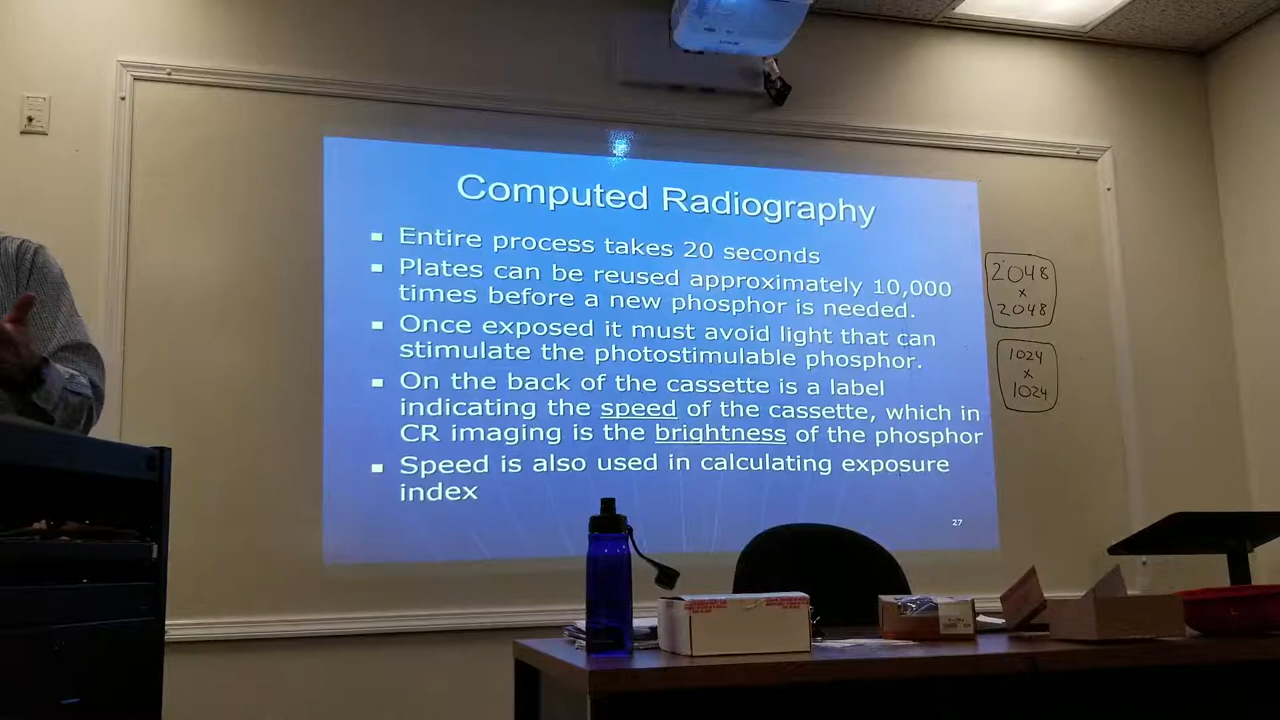 Computed Radiography
Entire process takes 20 seconds
Plates can be reused approximately 10,000
times before a new phosphor is needed.
Once exposed it must avoid light that can
stimulate the photostimulable phosphor.
On the back of the cassette is a label
indicating the speed of the cassette, which in
CR imaging is the brightness of the phosphor
Speed is also used in calculating exposure
index
27
2048
x
2048
1024
x
1024